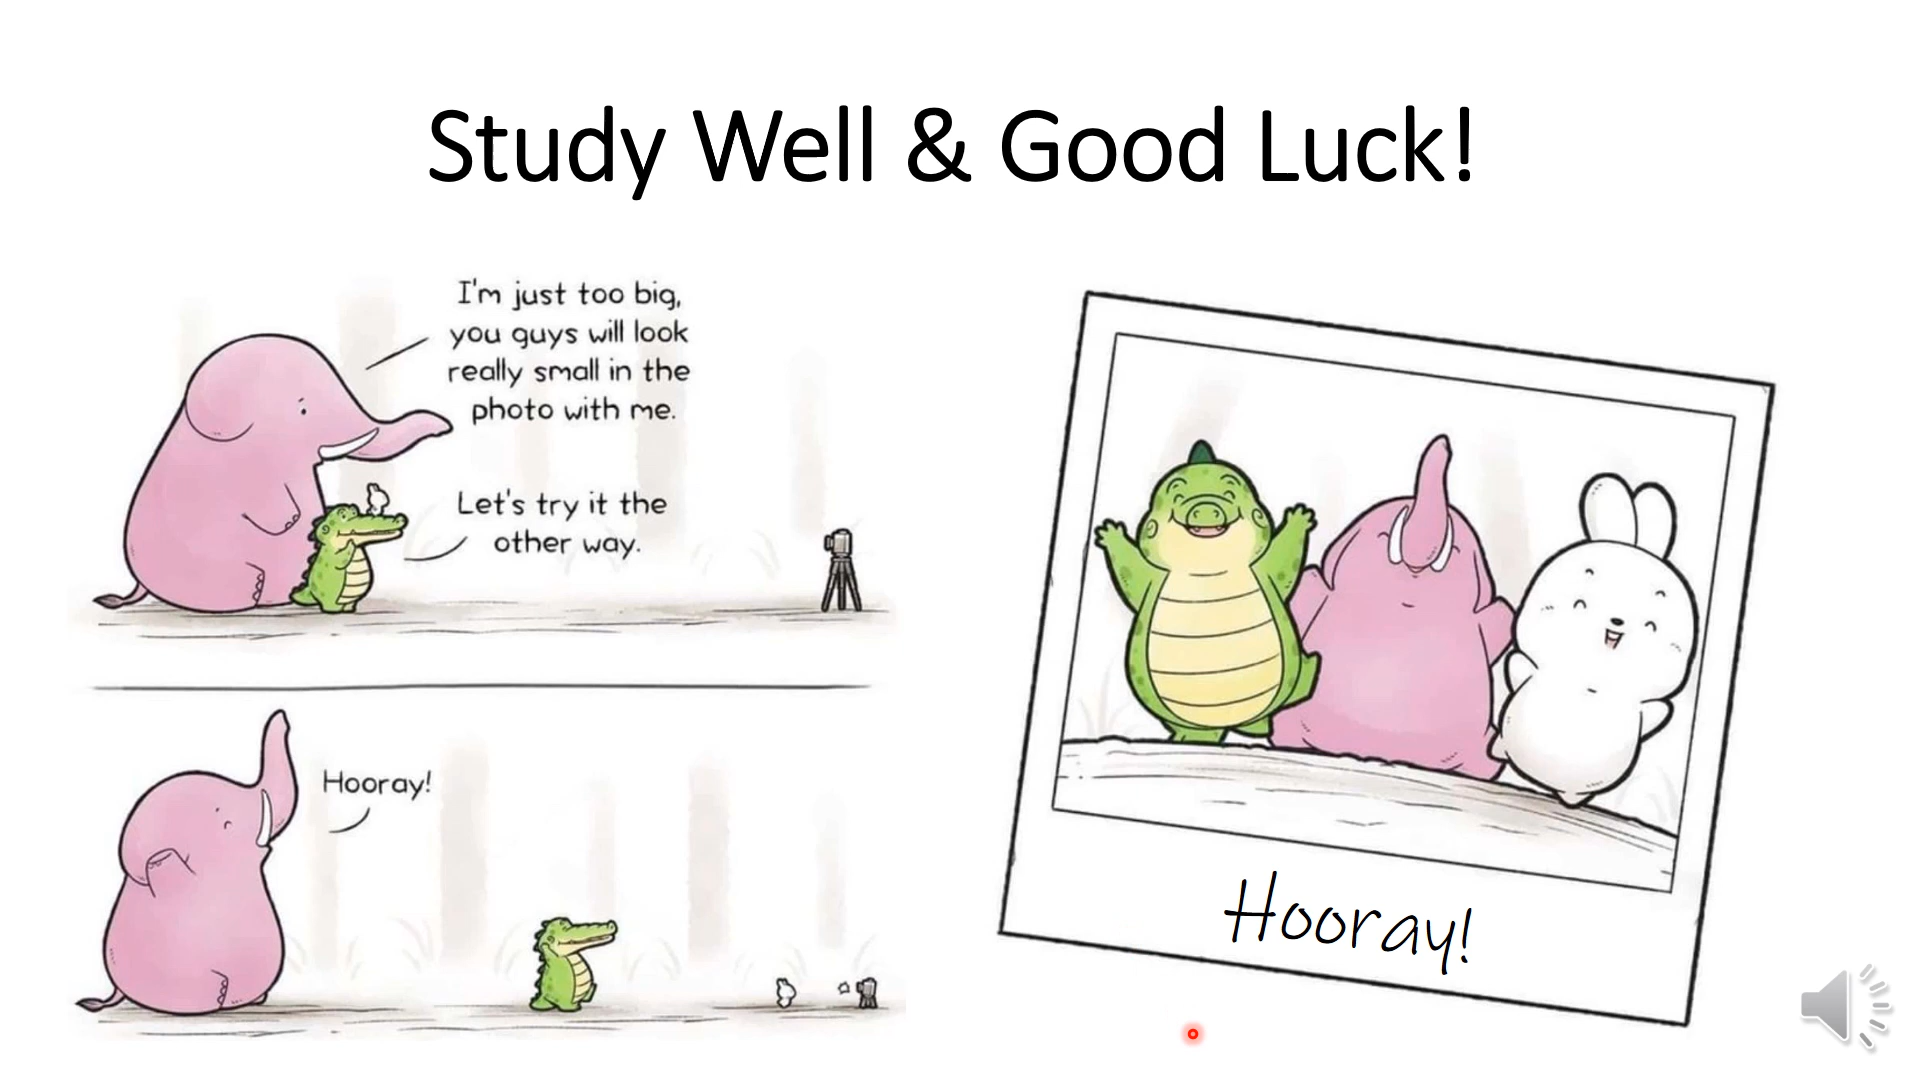 Study Well & Good Luck!
I'm just too big,
you guys will look
really small in the
photo with me.
Let's try it the
other way.
Hooray!
Hooray!